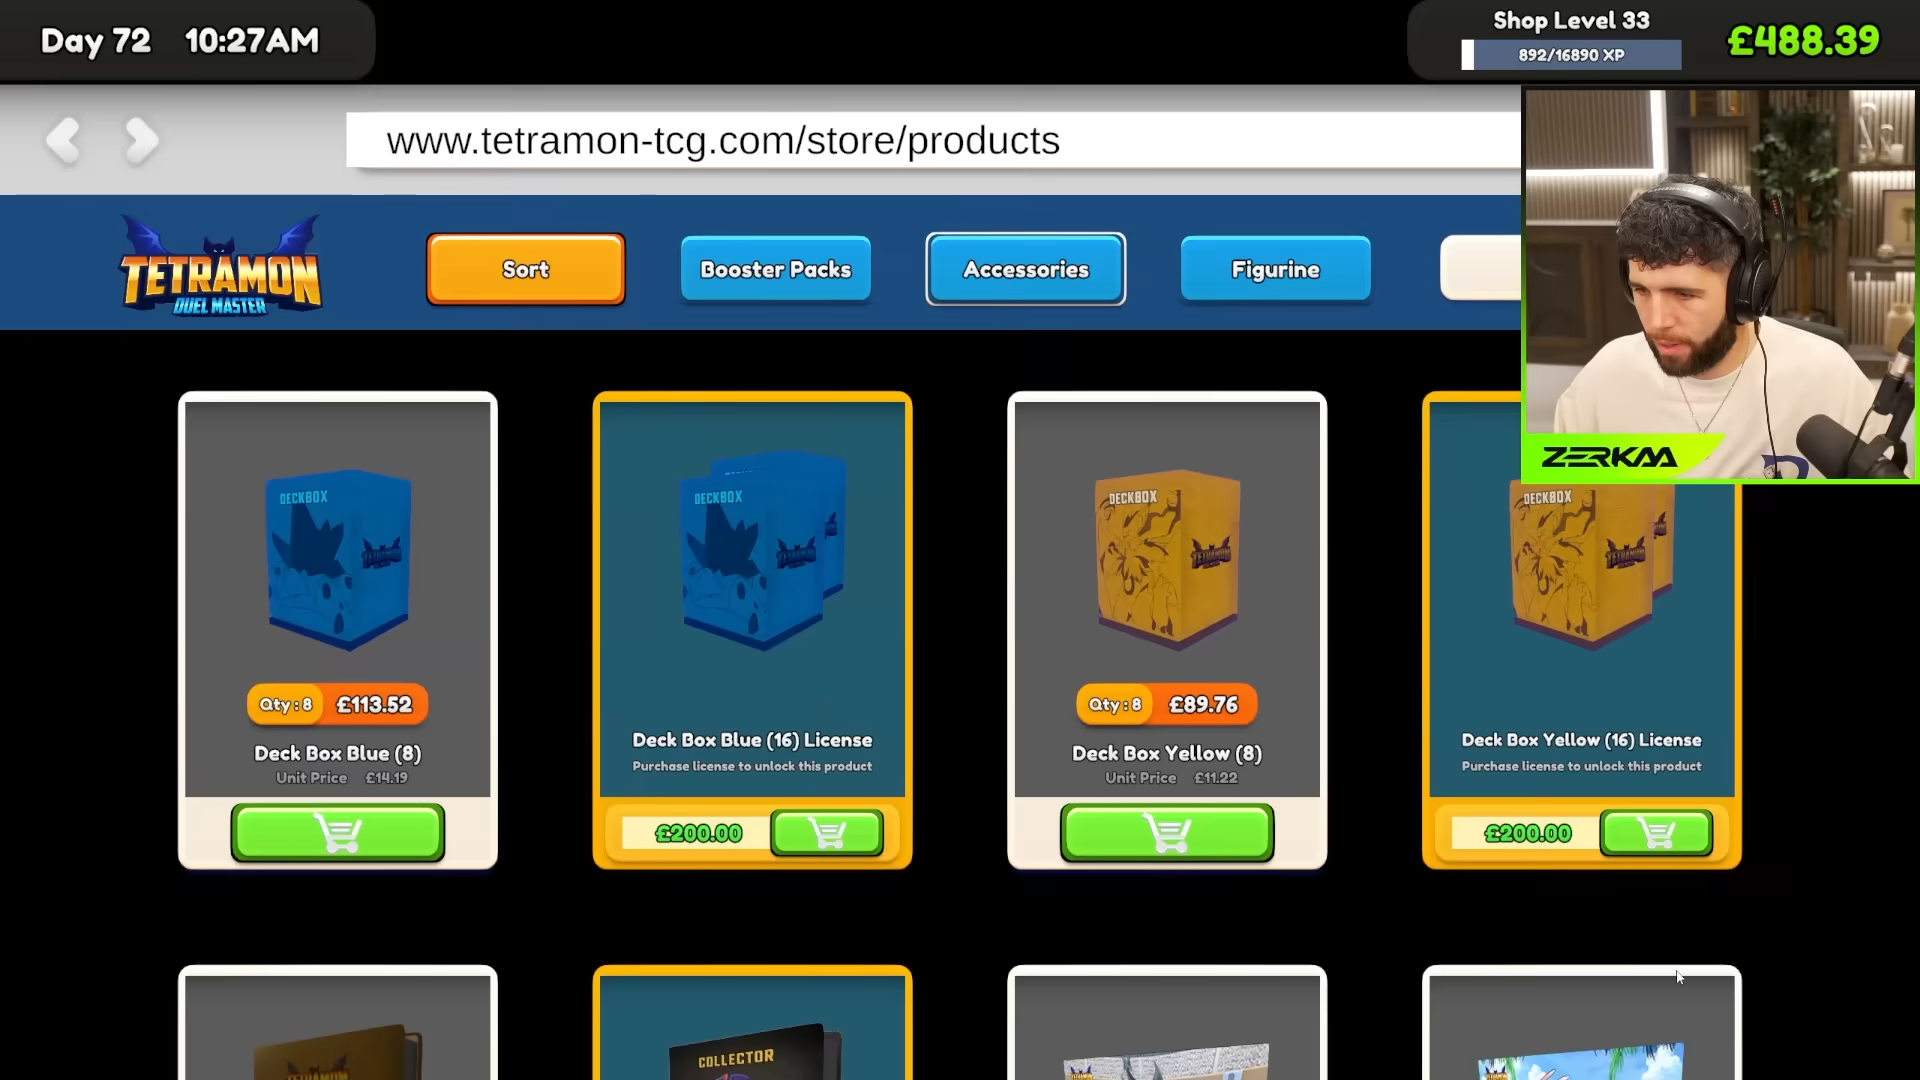 Day 72 10:27AM
Shop Level 33
892/16890 XP
£488.39
www.tetramon-tcg.com/store/products
TETRAMON
DUEL MASTER
Sort
Booster Packs
Accessories
Figurine
ZERKAA
DECKBOX
TETRAMON
Qty:8 £113.52
Deck Box Blue (8)
Unit Price £14.19
DECKBOX
TETRAMON
Deck Box Blue (16) License
Purchase license to unlock this product
£200.00
DECKBOX
TETRAMON
Qty:8 £89.76
Deck Box Yellow (8)
Unit Price £11.22
DECKBOX
TETRAMON
Deck Box Yellow (16) License
Purchase license to unlock this product
£200.00
COLLECTOR